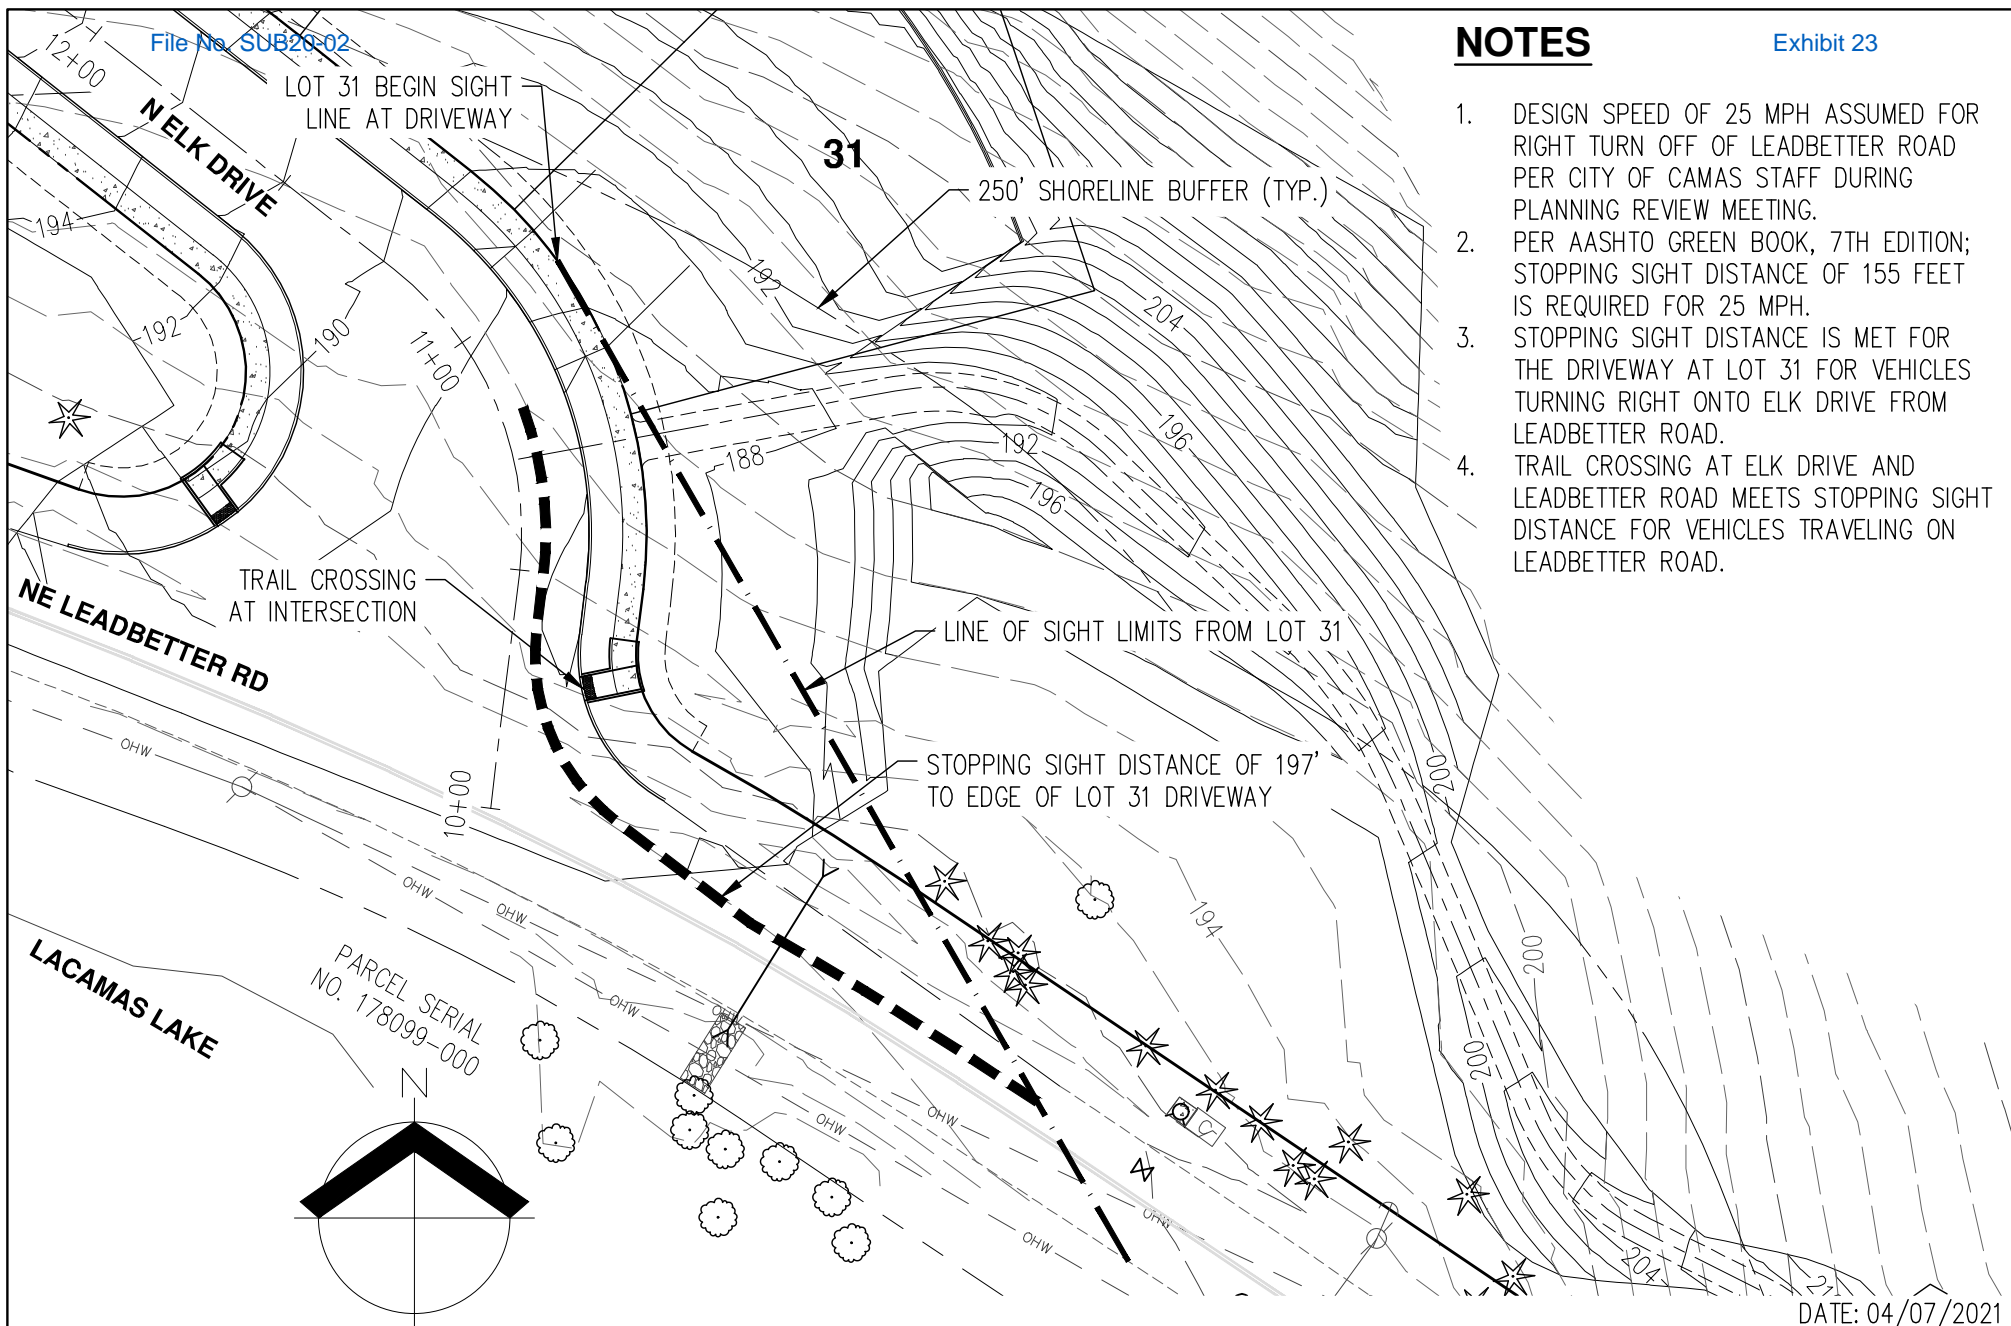 File No. SUB20-02
Exhibit 23
NOTES
1. DESIGN SPEED OF 25 MPH ASSUMED FOR
RIGHT TURN OFF OF LEADBETTER ROAD
PER CITY OF CAMAS STAFF DURING
PLANNING REVIEW MEETING.
2. PER AASHTO GREEN BOOK, 7TH EDITION;
STOPPING SIGHT DISTANCE OF 155 FEET
IS REQUIRED FOR 25 MPH.
3. STOPPING SIGHT DISTANCE IS MET FOR
THE DRIVEWAY AT LOT 31 FOR VEHICLES
TURNING RIGHT ONTO ELK DRIVE FROM
LEADBETTER ROAD.
4. TRAIL CROSSING AT ELK DRIVE AND
LEADBETTER ROAD MEETS STOPPING SIGHT
DISTANCE FOR VEHICLES TRAVELING ON
LEADBETTER ROAD.
12+00
LOT 31 BEGIN SIGHT
LINE AT DRIVEWAY
N ELK DRIVE
31
250' SHORELINE BUFFER (TYP.)
194
192
190
11+00
192
204
188
192
196
196
TRAIL CROSSING
AT INTERSECTION
NE LEADBETTER RD
LINE OF SIGHT LIMITS FROM LOT 31
OHW
10+00
STOPPING SIGHT DISTANCE OF 197'
TO EDGE OF LOT 31 DRIVEWAY
200
OHW
OHW
194
200
LACAMAS LAKE
PARCEL SERIAL
NO. 178099-000
OHW
OHW
200
N
OHW
OHW
OHW
OHW
204
DATE: 04/07/2021